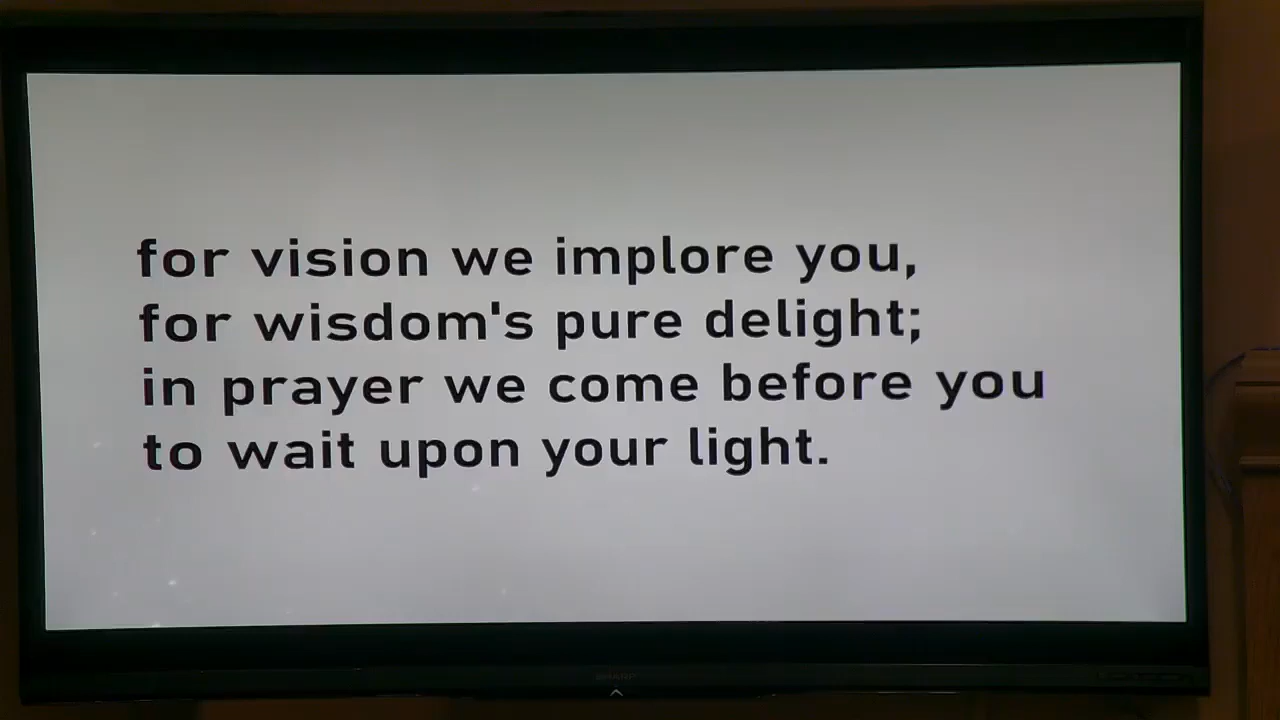 for vision we implore you,
for wisdom's pure delight;
in prayer we come before you
to wait upon your light.
SHARP